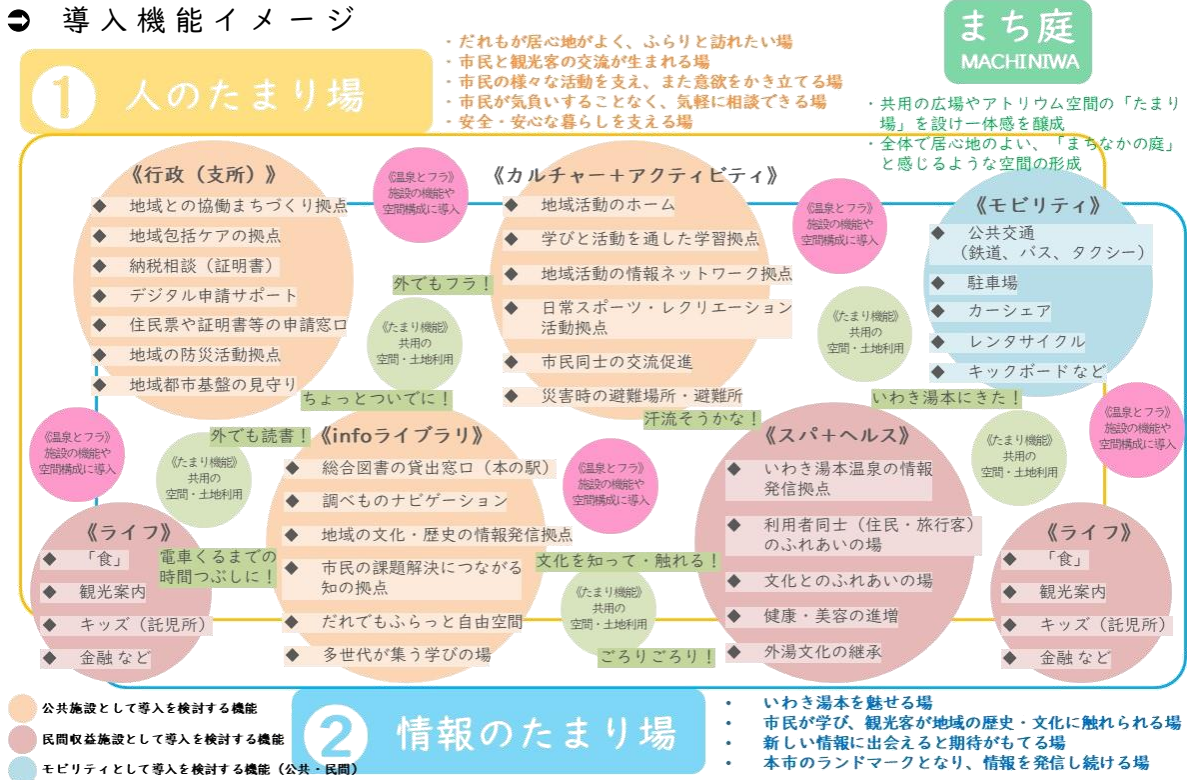 ➲ 導入機能イメージ
まち庭
MACHINIWA
① 人のたまり場
・だれもが居心地がよく、ふらりと訪れたい場
・市民と観光客の交流が生まれる場
・市民の様々な活動を支え、また意欲をかき立てる場
・市民が気負いすることなく、気軽に相談できる場
・安全・安心な暮らしを支える場
・共用の広場やアトリウム空間の「たまり
場」を設け一体感を醸成
・全体で居心地のよい、「まちなかの庭」
と感じるような空間の形成
《行政（支所）》
◆ 地域との協働まちづくり拠点
◆ 地域包括ケアの拠点
◆ 納税相談（証明書）
◆ デジタル申請サポート
◆ 住民票や証明書等の申請窓口
◆ 地域の防災活動拠点
◆ 地域都市基盤の見守り
《温泉とフラ》
施設の機能や
空間構成に導入
外でもフラ！
《たまり機能》
共用の
空間・土地利用
ちょっとついでに！
《カルチャー＋アクティビティ》
◆ 地域活動のホーム
◆ 学びと活動を通した学習拠点
◆ 地域活動の情報ネットワーク拠点
◆ 日常スポーツ・レクリエーション
活動拠点
◆ 市民同士の交流促進
◆ 災害時の避難場所・避難所
汗流そうかな！
《温泉とフラ》
施設の機能や
空間構成に導入
《たまり機能》
共用の
空間・土地利用
《モビリティ》
◆ 公共交通
（鉄道、バス、タクシー）
◆ 駐車場
◆ カーシェア
◆ レンタサイクル
◆ キックボードなど
いわき湯本にきた！
《温泉とフラ》
施設の機能や
空間構成に導入
外でも読書！
《たまり機能》
共用の
空間・土地利用
《ライフ》
◆ 「食」
◆ 観光案内
◆ キッズ（託児所）
◆ 金融など
電車くるまでの
時間つぶしに！
《infoライブラリ》
◆ 総合図書の貸出窓口（本の駅）
◆ 調べものナビゲーション
◆ 地域の文化・歴史の情報発信拠点
◆ 市民の課題解決につながる
知の拠点
◆ だれでもふらっと自由空間
◆ 多世代が集う学びの場
《温泉とフラ》
施設の機能や
空間構成に導入
文化を知って・触れる！
《たまり機能》
共用の
空間・土地利用
ごろりごろり！
《スパ＋ヘルス》
◆ いわき湯本温泉の情報
発信拠点
◆ 利用者同士（住民・旅行客）
のふれあいの場
◆ 文化とのふれあいの場
◆ 健康・美容の進増
◆ 外湯文化の継承
《たまり機能》
共用の
空間・土地利用
《温泉とフラ》
施設の機能や
空間構成に導入
《ライフ》
◆ 「食」
◆ 観光案内
◆ キッズ（託児所）
◆ 金融など
公共施設として導入を検討する機能
民間収益施設として導入を検討する機能
モビリティとして導入を検討する機能（公共・民間）
② 情報のたまり場
• いわき湯本を魅せる場
• 市民が学び、観光客が地域の歴史・文化に触れられる場
• 新しい情報に出会えると期待がもてる場
• 本市のランドマークとなり、情報を発信し続ける場